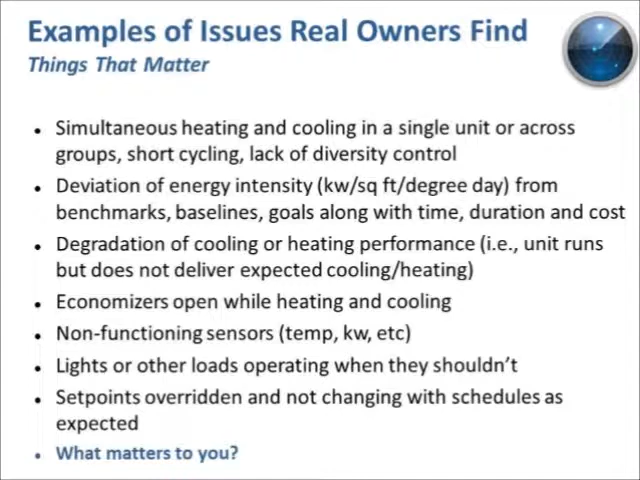 Examples of Issues Real Owners Find
Things That Matter
• Simultaneous heating and cooling in a single unit or across
groups, short cycling, lack of diversity control
• Deviation of energy intensity (kw/sq ft/degree day) from
benchmarks, baselines, goals along with time, duration and cost
• Degradation of cooling or heating performance (i.e., unit runs
but does not deliver expected cooling/heating)
• Economizers open while heating and cooling
• Non-functioning sensors (temp, kw, etc)
• Lights or other loads operating when they shouldn't
• Setpoints overridden and not changing with schedules as
expected
• What matters to you?